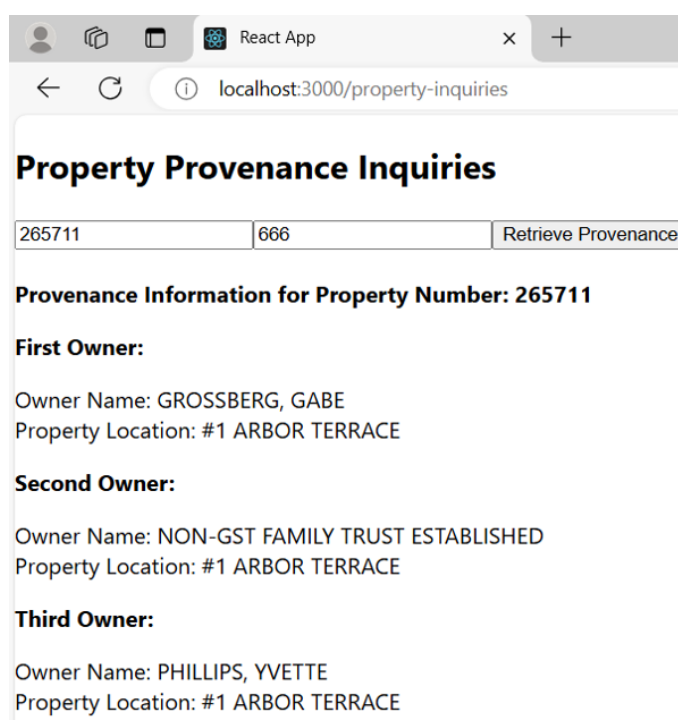 React App
localhost:3000/property-inquiries
Property Provenance Inquiries
265711 666 Retrieve Provenance
Provenance Information for Property Number: 265711
First Owner:
Owner Name: GROSSBERG, GABE
Property Location: #1 ARBOR TERRACE
Second Owner:
Owner Name: NON-GST FAMILY TRUST ESTABLISHED
Property Location: #1 ARBOR TERRACE
Third Owner:
Owner Name: PHILLIPS, YVETTE
Property Location: #1 ARBOR TERRACE